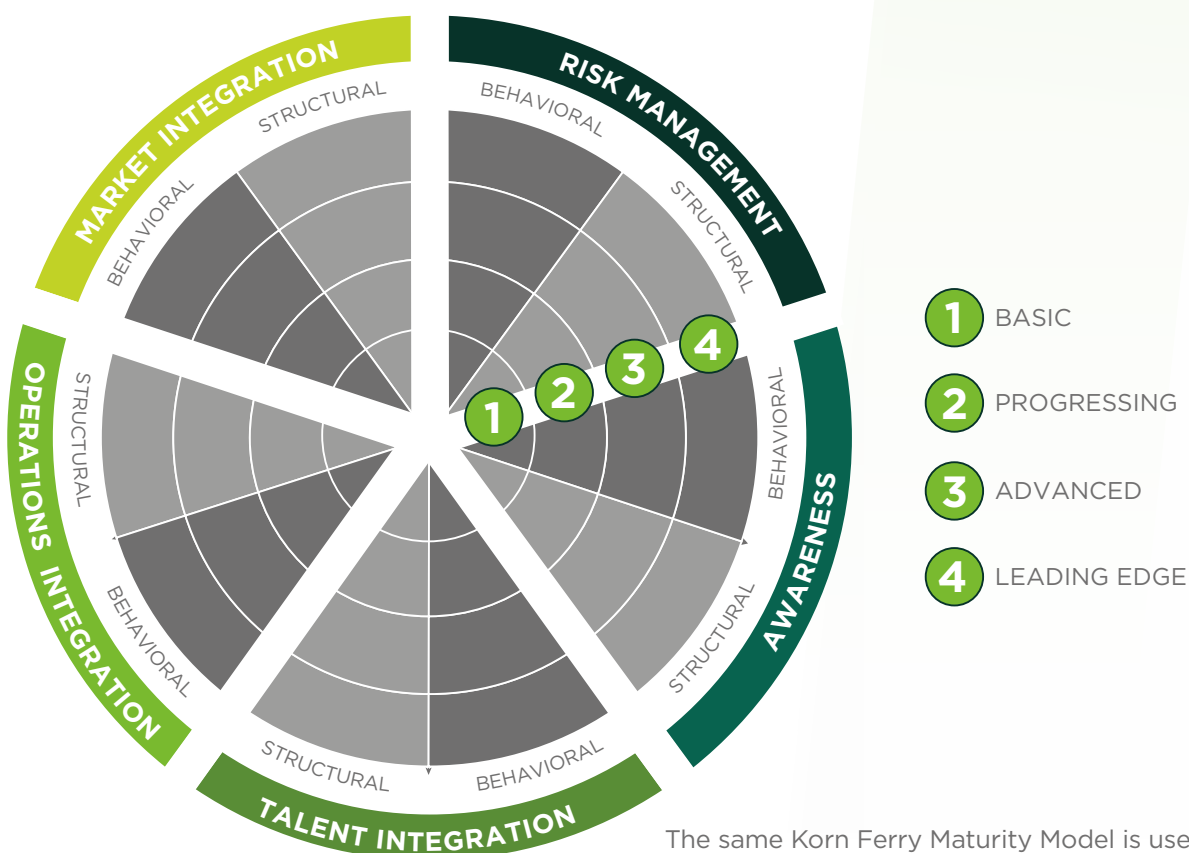 MARKET INTEGRATION
STRUCTURAL
BEHAVIORAL
RISK MANAGEMENT
BEHAVIORAL
STRUCTURAL
AWARENESS
BEHAVIORAL
STRUCTURAL
TALENT INTEGRATION
BEHAVIORAL
STRUCTURAL
OPERATIONS INTEGRATION
BEHAVIORAL
STRUCTURAL
1
2
3
4
1 BASIC
2 PROGRESSING
3 ADVANCED
4 LEADING EDGE
The same Korn Ferry Maturity Model is use